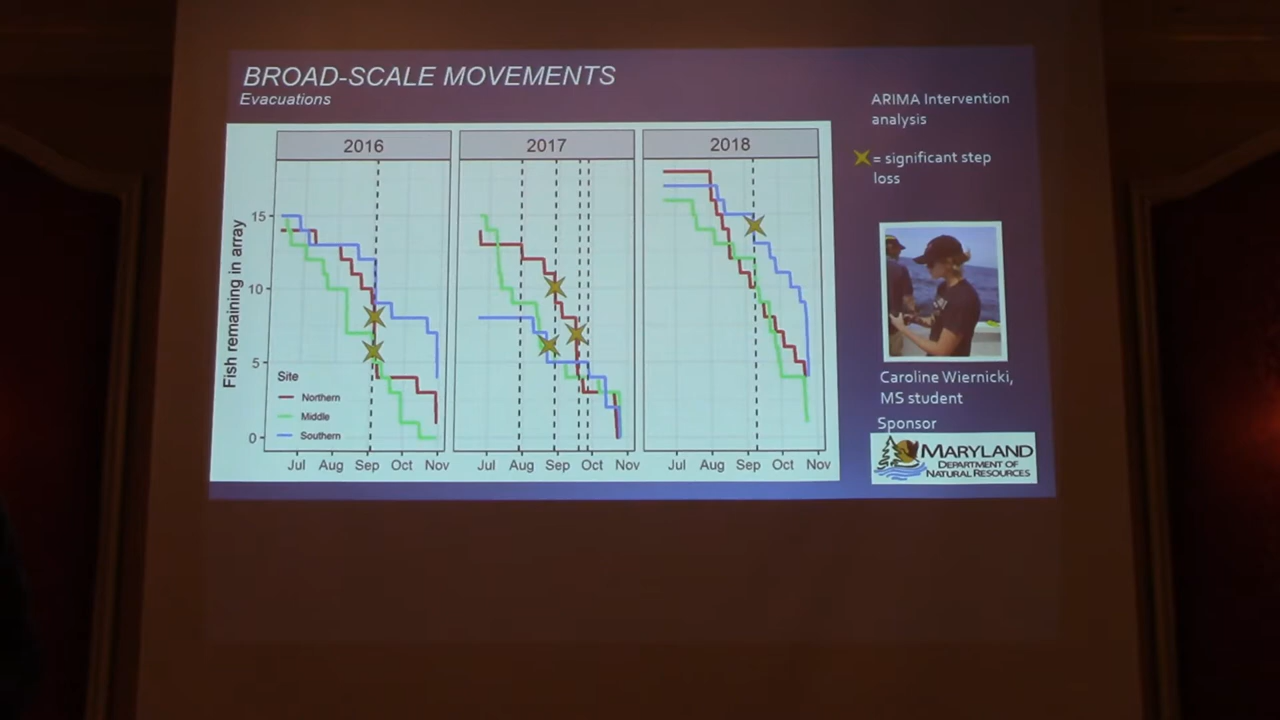 BROAD-SCALE MOVEMENTS
Evacuations
ARIMA Intervention
analysis
= significant step
loss
2016
2017
2018
Fish remaining in array
15
10
5
0
Site
Northern
Middle
Southern
Jul Aug Sep Oct Nov
Jul Aug Sep Oct Nov
Jul Aug Sep Oct Nov
Caroline Wiernicki,
MS student
Sponsor
MARYLAND
DEPARTMENT OF
NATURAL RESOURCES